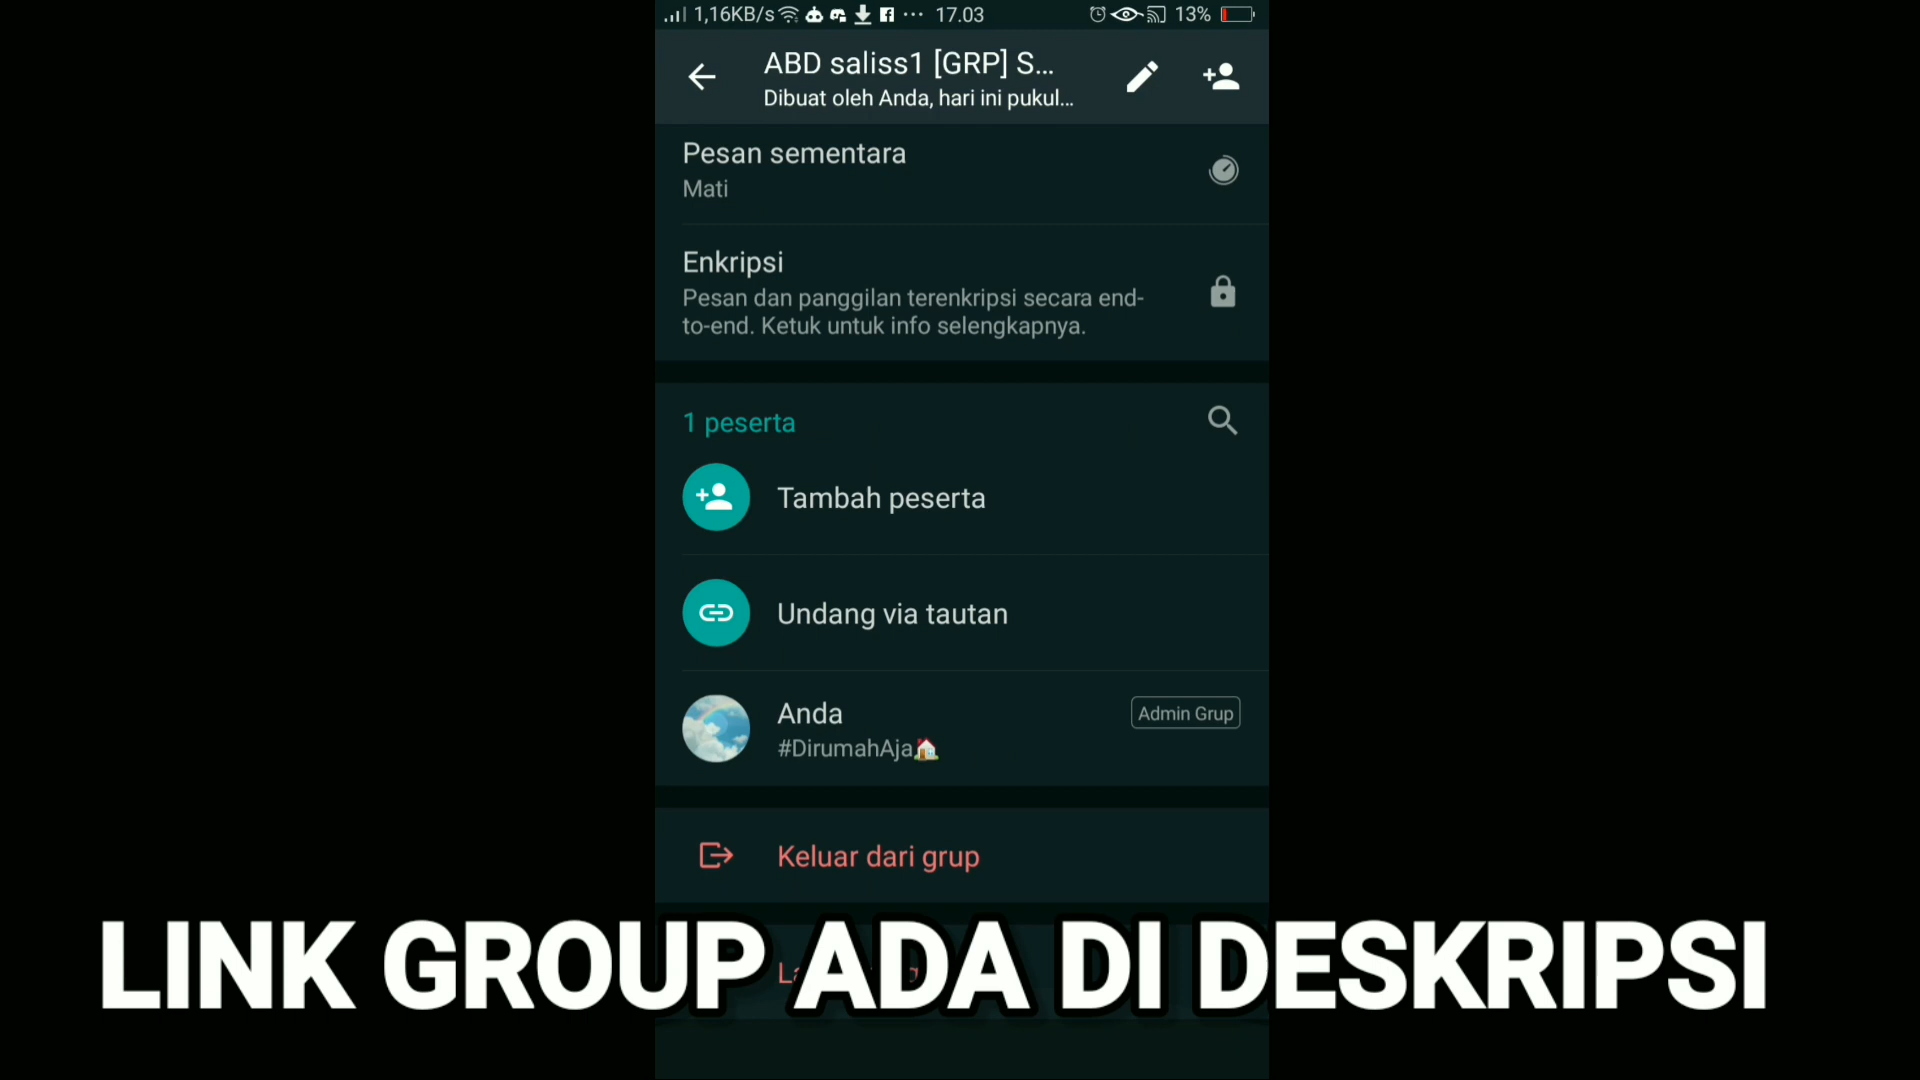 1,16KB/s ... 17.03 13%
ABD saliss1 [GRP] S...
Dibuat oleh Anda, hari ini pukul...
Pesan sementara
Mati
Enkripsi
Pesan dan panggilan terenkripsi secara end-
to-end. Ketuk untuk info selengkapnya.
1 peserta
Tambah peserta
Undang via tautan
Anda
Admin Grup
#DirumahAja🏠
Keluar dari grup
LINK GROUP ADA DI DESKRIPSI